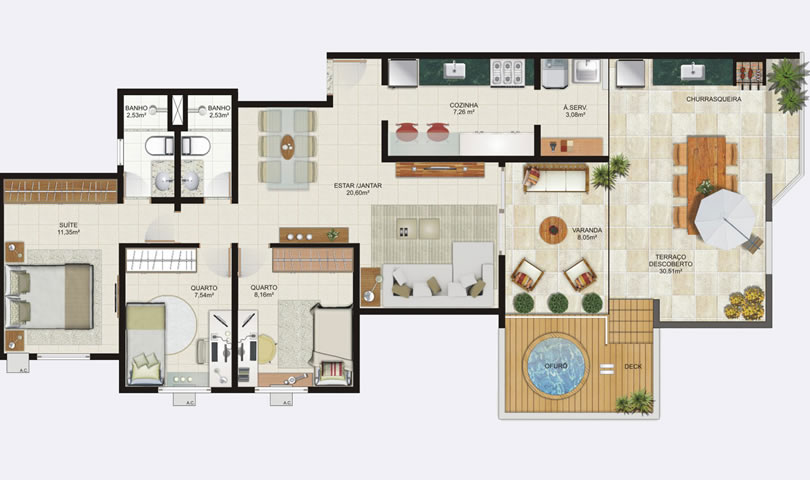 BANHO
2.53m²
BANHO
2.53m²
COZINHA
7,26 m²
Á.SERV.
3,08m²
CHURRASQUEIRA
ESTAR /JANTAR
20,60m²
SUÍTE
11,35m²
VARANDA
8,05m²
TERRAÇO
DESCOBERTO
30,51m²
QUARTO
7,54m²
QUARTO
8,16m²
OFURÔ
DECK
A.C.
A.C.
A.C.